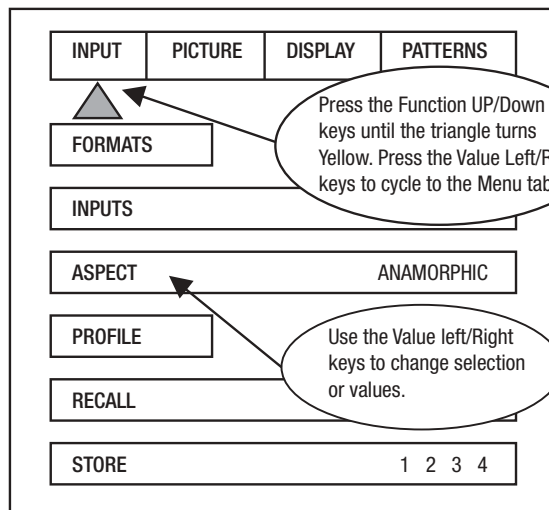 INPUT PICTURE DISPLAY PATTERNS
Press the Function UP/Down
keys until the triangle turns
Yellow. Press the Value Left/R
keys to cycle to the Menu tab
FORMATS
INPUTS
ASPECT ANAMORPHIC
PROFILE
Use the Value left/Right
keys to change selection
or values.
RECALL
STORE 1 2 3 4